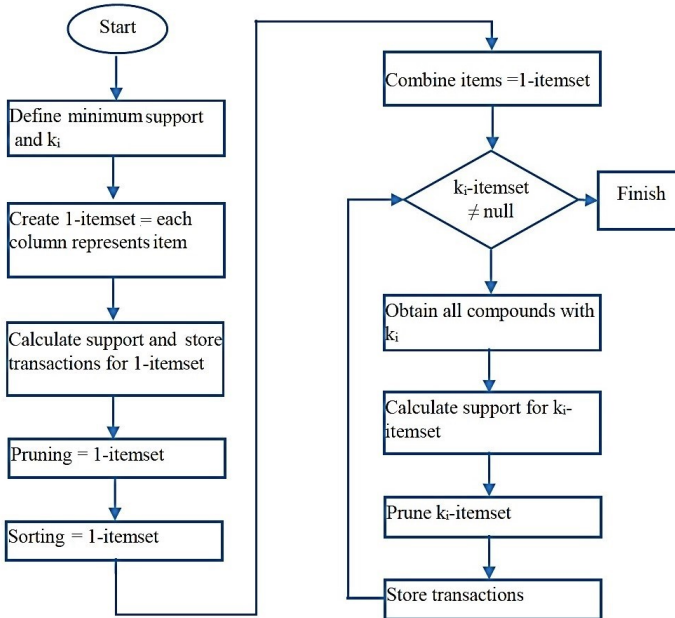 Start
Define minimum support
and kᵢ
Create 1-itemset = each
column represents item
Calculate support and store
transactions for 1-itemset
Pruning = 1-itemset
Sorting = 1-itemset
Combine items =1-itemset
kᵢ-itemset
≠ null
Finish
Obtain all compounds with
kᵢ
Calculate support for kᵢ-
itemset
Prune kᵢ-itemset
Store transactions